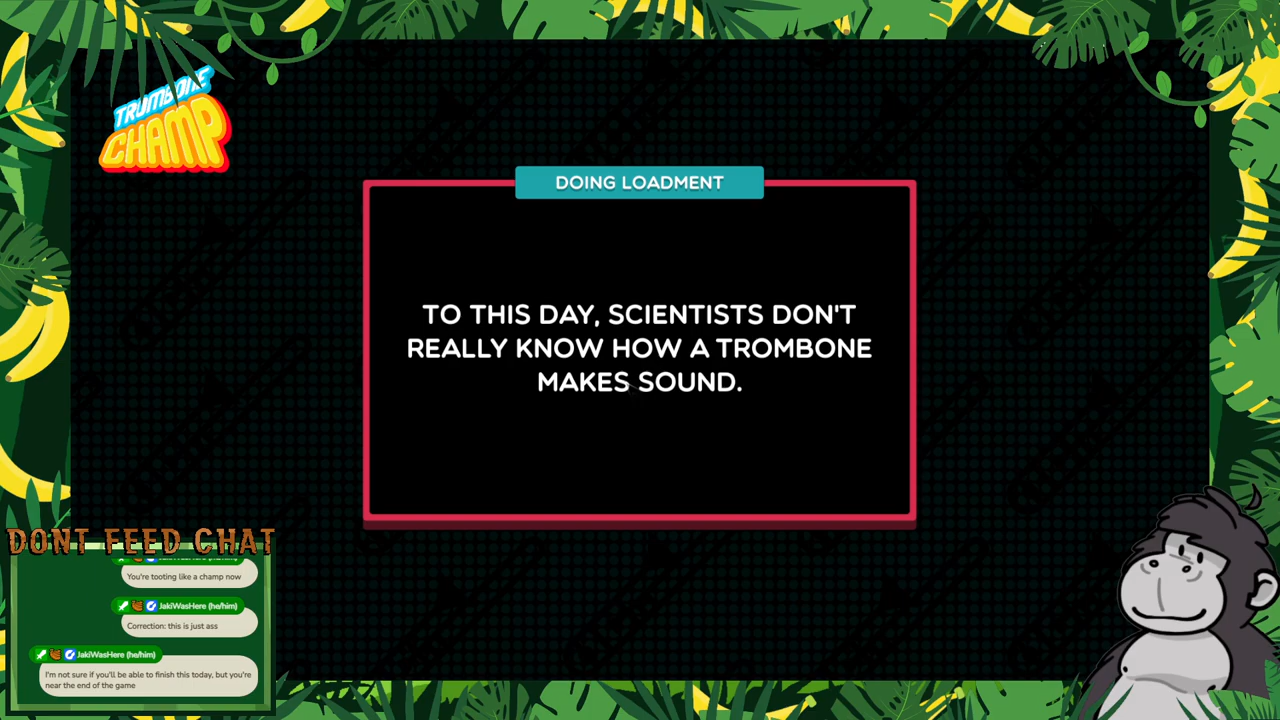 TROMBONE
CHAMP
DOING LOADMENT
TO THIS DAY, SCIENTISTS DON'T
REALLY KNOW HOW A TROMBONE
MAKES SOUND.
DONT FEED CHAT
You're tooting like a champ now
JakiWasHere (he/him)
Correction: this is just ass
JakiWasHere (he/him)
I'm not sure if you'll be able to finish this today, but you're
near the end of the game